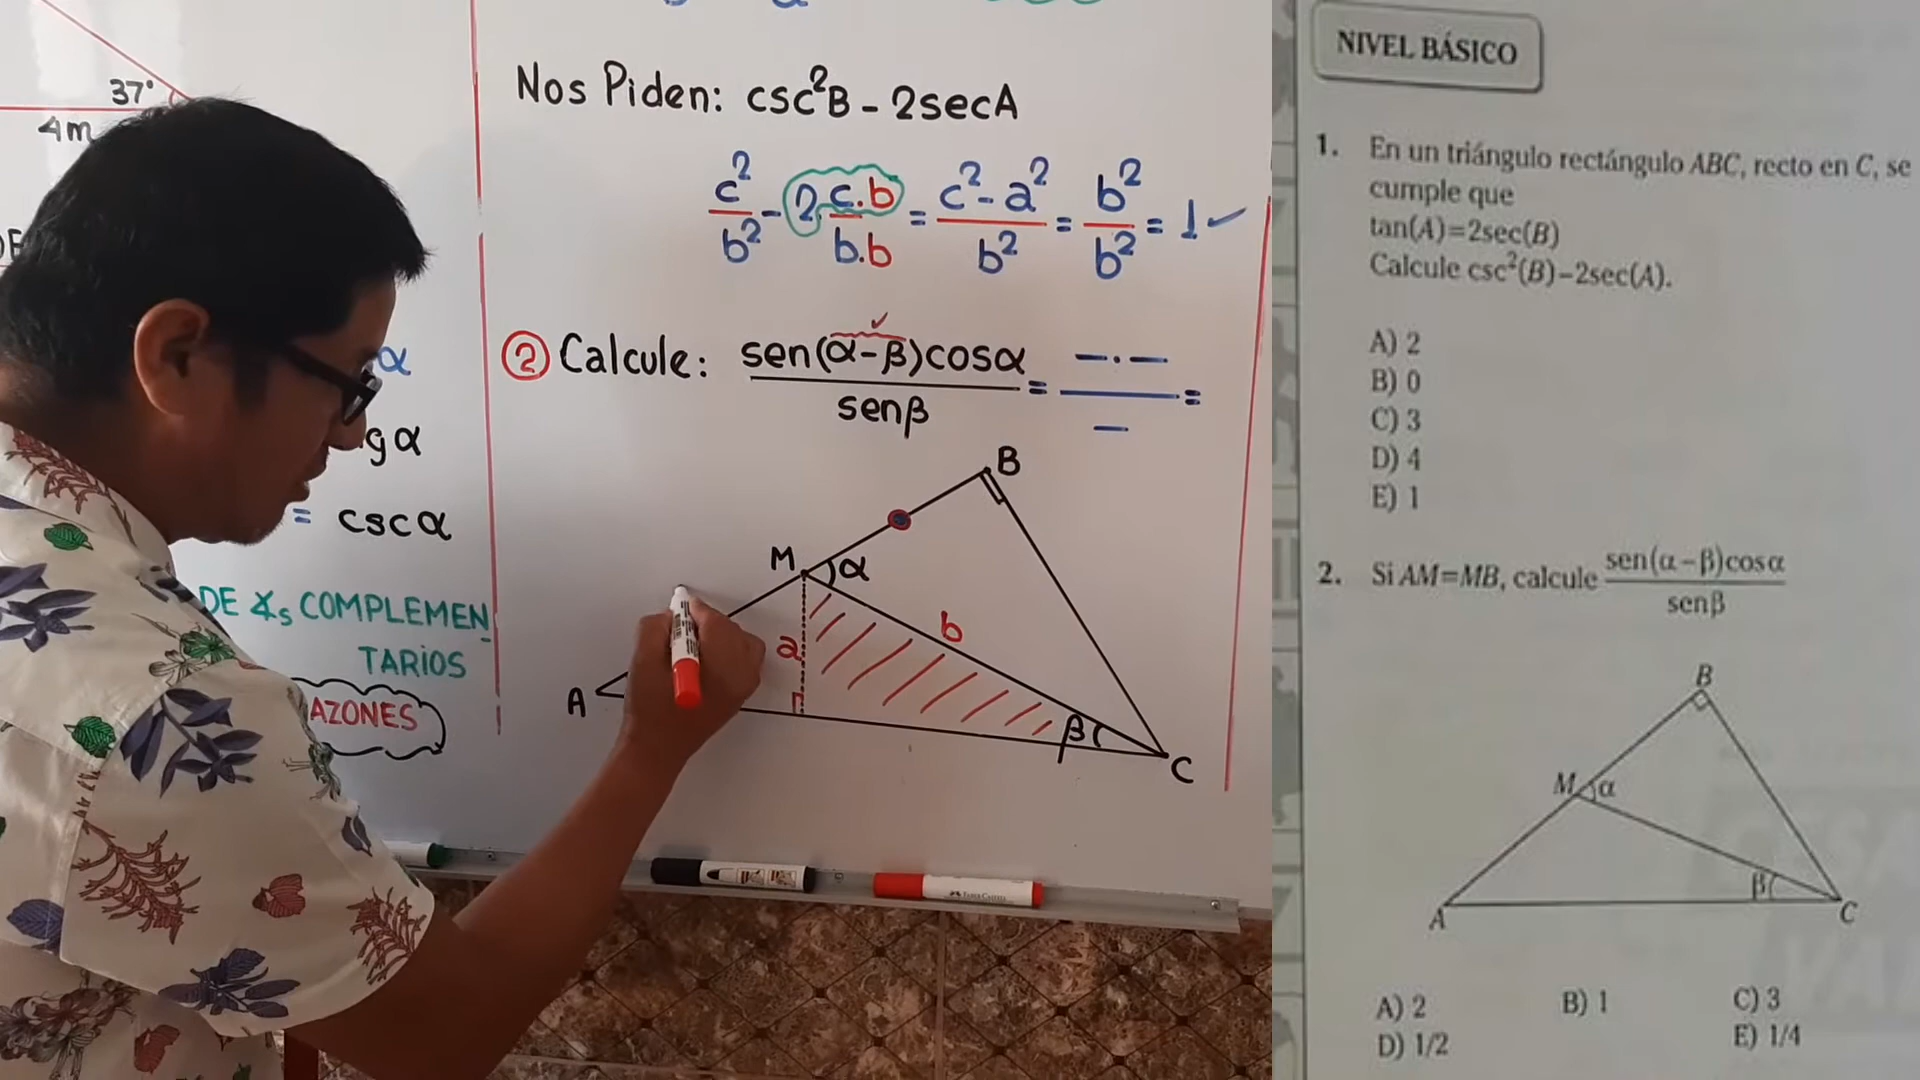 37°
4m
α
gα
= cscα
DE ∡s COMPLEMEN_
TARiOS
AZONES
Nos Piden: csc²B - 2secA
c²/b² - 2 c.b/b.b = c² - a²/b² = b²/b² = 1 ✓
② Calcule: sen(α-β)cosα/senβ = —.—/— =
B
M
α
b
a
A
β
C
NIVEL BÁSICO
1. En un triángulo rectángulo ABC, recto en C, se
cumple que
tan(A)=2sec(B)
Calcule csc²(B)–2sec(A).
A) 2
B) 0
C) 3
D) 4
E) 1
2. Si AM=MB, calcule sen(α–β)cosα/senβ
B
M
α
β
A
C
A) 2 B) 1 C) 3
D) 1/2 E) 1/4